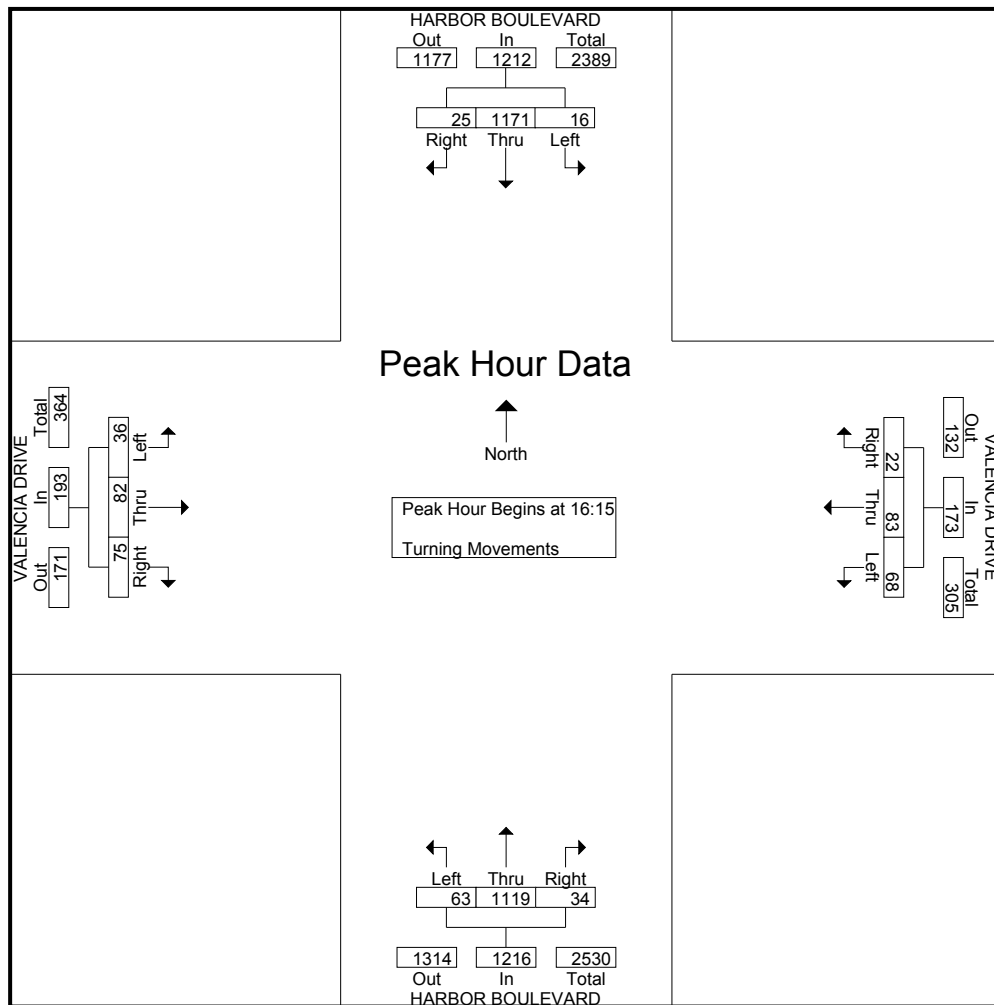 HARBOR BOULEVARD
Out In Total
1177 1212 2389
25 1171 16
Right Thru Left
Peak Hour Data
North
Peak Hour Begins at 16:15
Turning Movements
VALENCIA DRIVE
Out In Total
171 193 364
75 82 36
Right Thru Left
VALENCIA DRIVE
Out In Total
132 173 305
22 83 68
Right Thru Left
Left Thru Right
63 1119 34
1314 1216 2530
Out In Total
HARBOR BOULEVARD